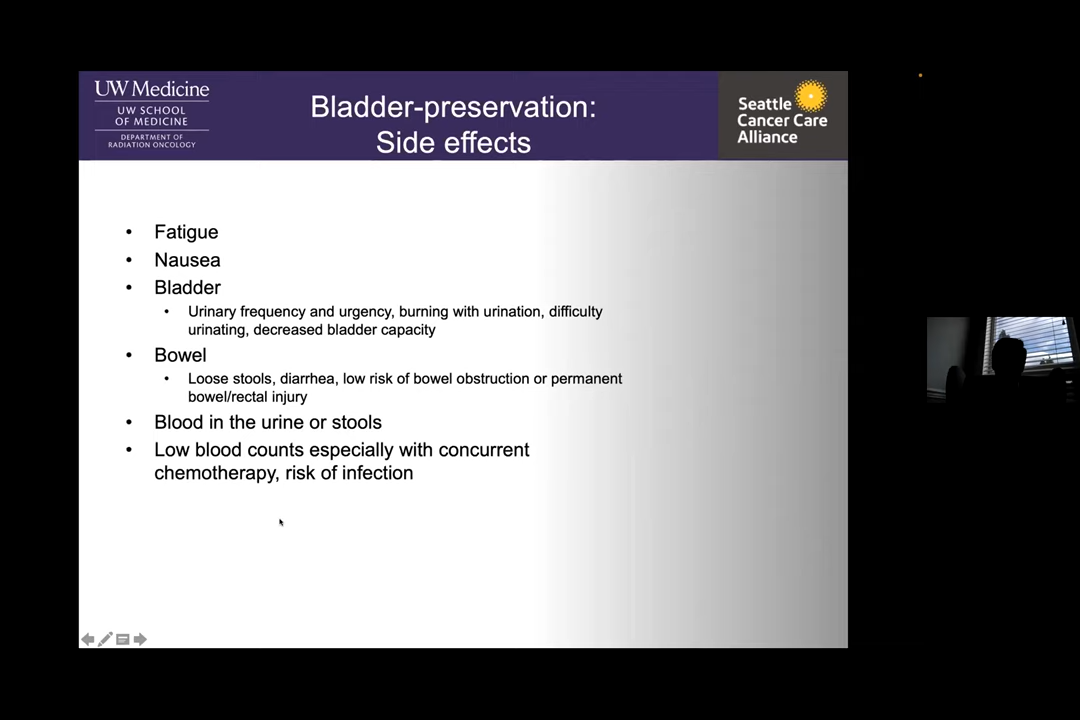 UW Medicine
UW SCHOOL
OF MEDICINE
DEPARTMENT OF
RADIATION ONCOLOGY
Bladder-preservation:
Side effects
Seattle
Cancer Care
Alliance
• Fatigue
• Nausea
• Bladder
• Urinary frequency and urgency, burning with urination, difficulty
urinating, decreased bladder capacity
• Bowel
• Loose stools, diarrhea, low risk of bowel obstruction or permanent
bowel/rectal injury
• Blood in the urine or stools
• Low blood counts especially with concurrent
chemotherapy, risk of infection